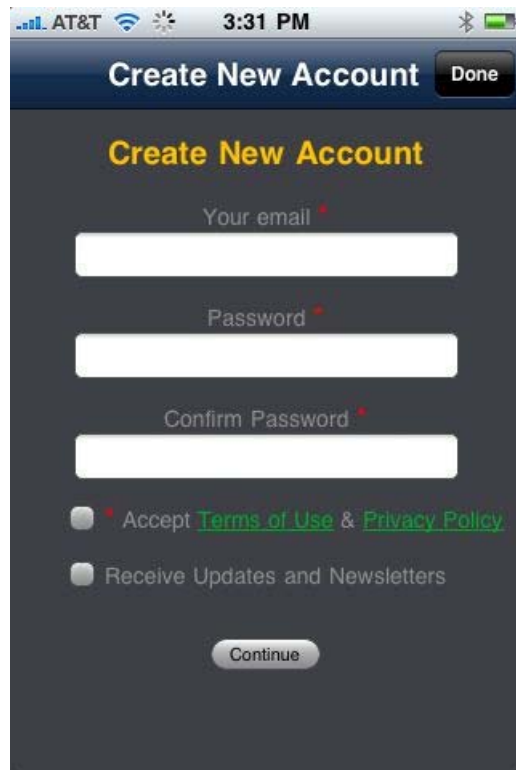 AT&T 3:31 PM
Create New Account Done
Create New Account
Your email *
Password *
Confirm Password *
* Accept Terms of Use & Privacy Policy
Receive Updates and Newsletters
Continue